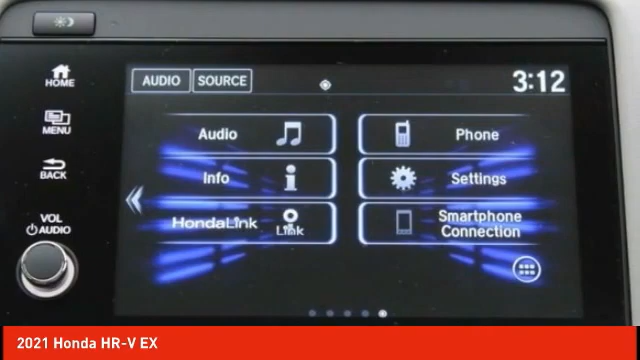 HOME
MENU
BACK
VOL
AUDIO
AUDIO SOURCE
3:12
Audio
Phone
Info
Settings
HondaLink
Link
Smartphone
Connection
2021 Honda HR-V EX